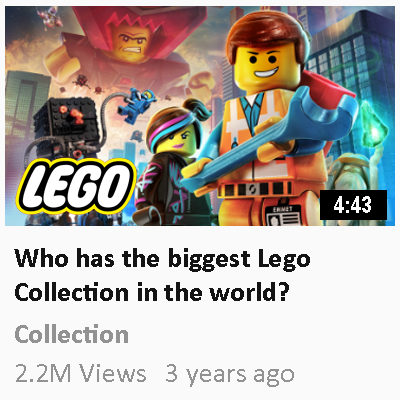 LEGO
EMMET
4:43
Who has the biggest Lego
Collection in the world?
Collection
2.2M Views 3 years ago